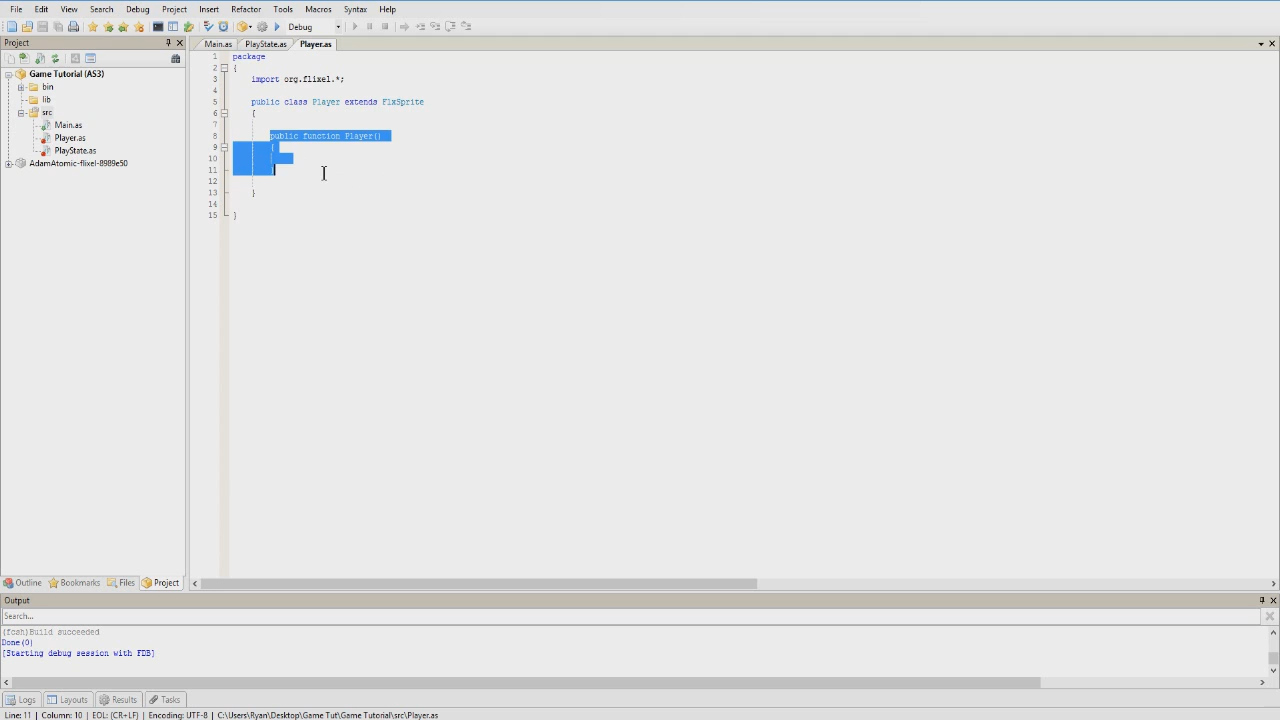 File Edit View Search Debug Project Insert Refactor Tools Macros Syntax Help
Debug
Project
Main.as PlayState.as Player.as
Game Tutorial (AS3)
bin
lib
src
Main.as
Player.as
PlayState.as
AdamAtomic-flixel-8989e50
1 package
2 {
3 import org.flixel.*;
4
5 public class Player extends FlxSprite
6 {
7
8 public function Player()
9 {
10
11 }
12
13 }
14
15 }
Outline Bookmarks Files Project
Output
Search...
(fcsh)Build succeeded
Done(0)
[Starting debug session with FDB]
Logs Layouts Results Tasks
Line: 11 | Column: 10 | EOL: (CR+LF) | Encoding: UTF-8 | C:\Users\Ryan\Desktop\Game Tut\Game Tutorial\src\Player.as